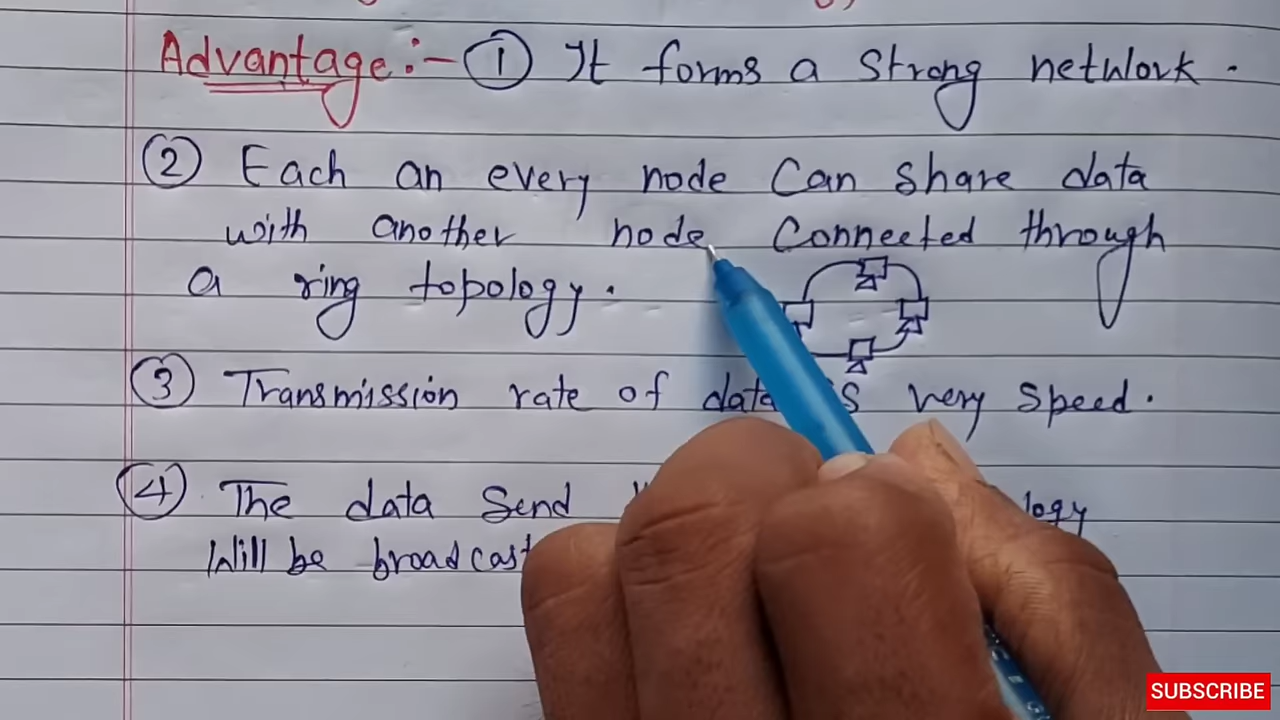 Advantage :- ① It forms a strong network.
② Each an every node can share data
with another node connected through
a ring topology.
③ Transmission rate of data is very speed.
④ The data send
will be broadcast
SUBSCRIBE